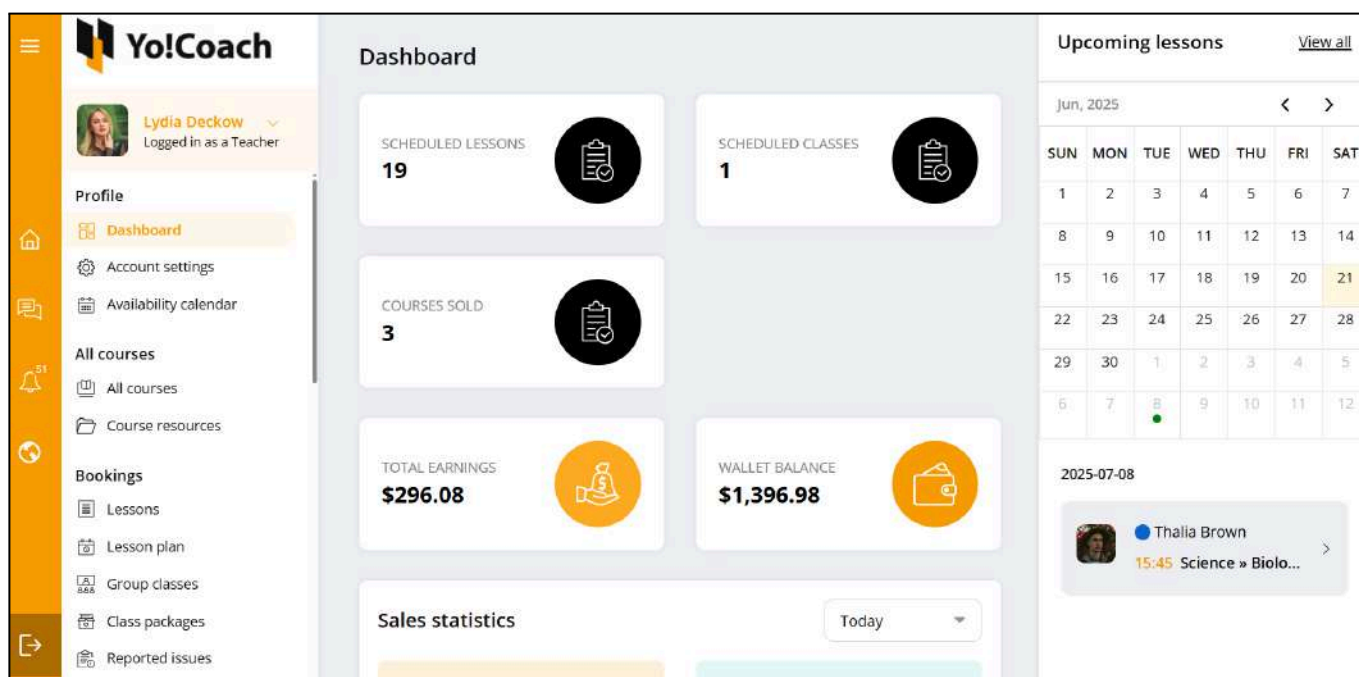 Yo!Coach
Lydia Deckow
Logged in as a Teacher
Profile
Dashboard
Account settings
Availability calendar
All courses
All courses
Course resources
Bookings
Lessons
Lesson plan
Group classes
Class packages
Reported issues
51
Dashboard
SCHEDULED LESSONS
19
SCHEDULED CLASSES
1
COURSES SOLD
3
TOTAL EARNINGS
$296.08
WALLET BALANCE
$1,396.98
Sales statistics
Today
Upcoming lessons View all
Jun, 2025
SUN MON TUE WED THU FRI SAT
1 2 3 4 5 6 7
8 9 10 11 12 13 14
15 16 17 18 19 20 21
22 23 24 25 26 27 28
29 30 1 2 3 4 5
6 7 8 9 10 11 12
2025-07-08
Thalia Brown
15:45 Science » Biolo...